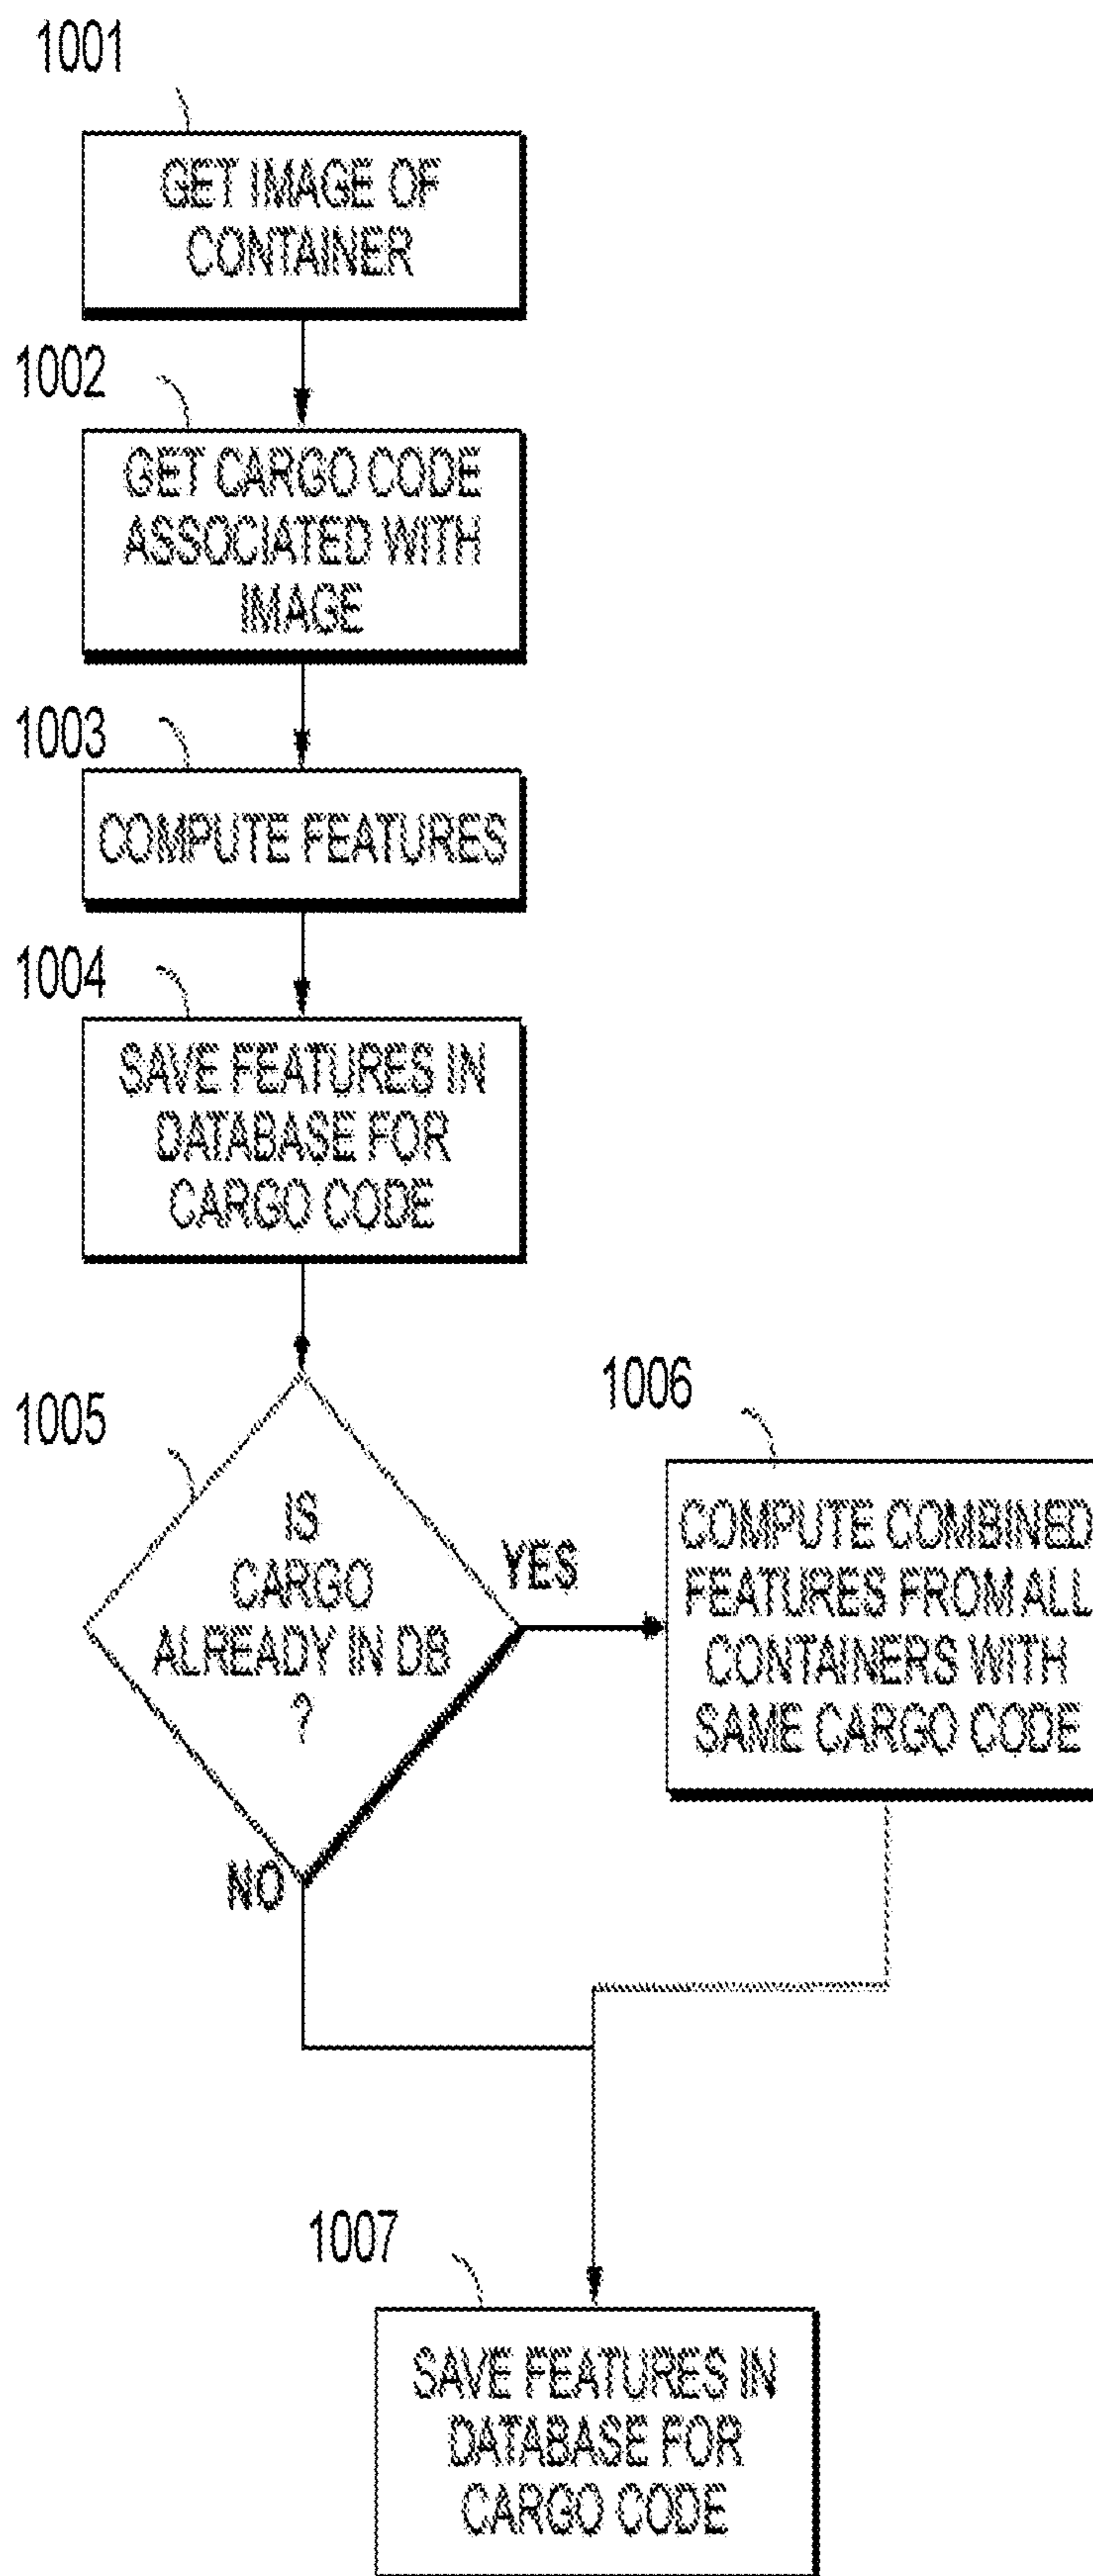 1001
GET IMAGE OF
CONTAINER
1002
GET CARGO CODE
ASSOCIATED WITH
IMAGE
1003
COMPUTE FEATURES
1004
SAVE FEATURES IN
DATABASE FOR
CARGO CODE
1005
IS
CARGO
ALREADY IN DB
?
YES
NO
1006
COMPUTE COMBINED
FEATURES FROM ALL
CONTAINERS WITH
SAME CARGO CODE
1007
SAVE FEATURES IN
DATABASE FOR
CARGO CODE